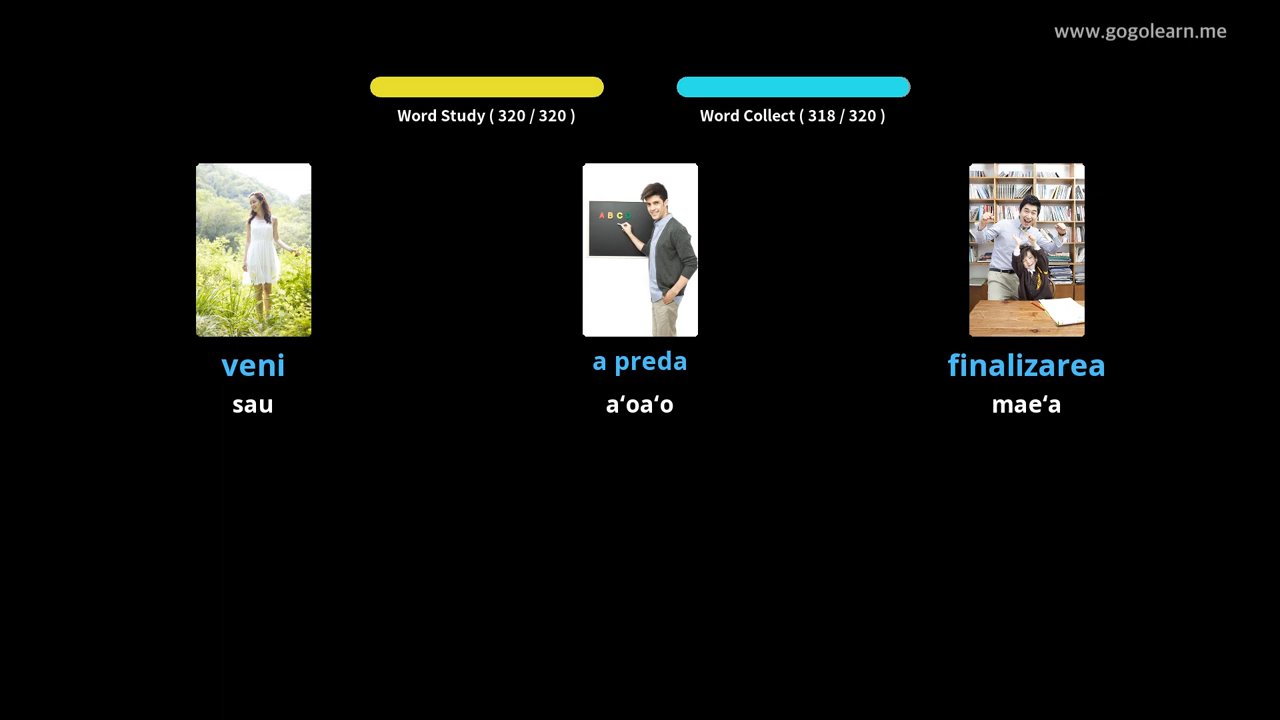 www.gogolearn.me
Word Study ( 320 / 320 )
Word Collect ( 318 / 320 )
A B C D
veni
a preda
finalizarea
sau
aʻoaʻo
maeʻa